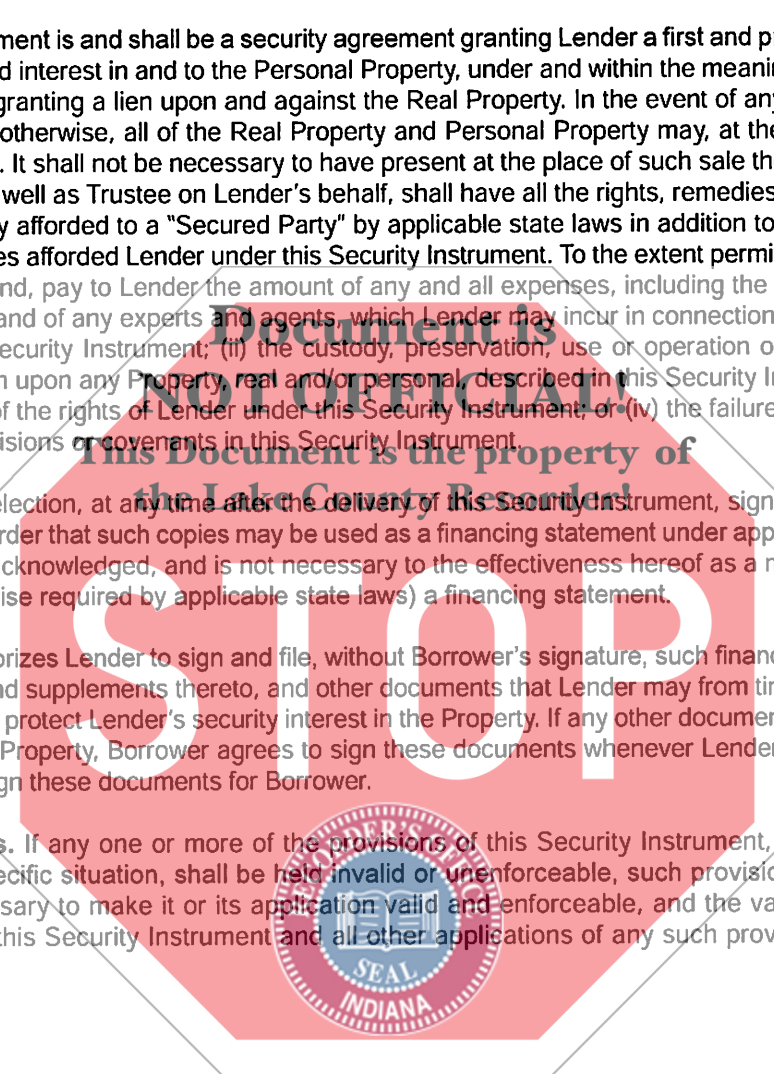 ment is and shall be a security agreement granting Lender a first and p
d interest in and to the Personal Property, under and within the meani
granting a lien upon and against the Real Property. In the event of any
otherwise, all of the Real Property and Personal Property may, at the
. It shall not be necessary to have present at the place of such sale th
well as Trustee on Lender's behalf, shall have all the rights, remedies
y afforded to a "Secured Party" by applicable state laws in addition to
es afforded Lender under this Security Instrument. To the extent permi
nd, pay to Lender the amount of any and all expenses, including the
and of any experts and agents, which Lender may incur in connection
ecurity Instrument; (ii) the custody, preservation, use or operation o
n upon any Property, real and/or personal, described in this Security I
f the rights of Lender under this Security Instrument; or (iv) the failure
isions or covenants in this Security Instrument.
Document is
NOT OFFICIAL!
This Document is the property of
the Lake County Recorder!
election, at any time after the delivery of this Security Instrument, sign
rder that such copies may be used as a financing statement under app
cknowledged, and is not necessary to the effectiveness hereof as a
ise required by applicable state laws) a financing statement.
STOP
orizes Lender to sign and file, without Borrower's signature, such financ
nd supplements thereto, and other documents that Lender may from tim
protect Lender's security interest in the Property. If any other documen
Property, Borrower agrees to sign these documents whenever Lender
gn these documents for Borrower.
s. If any one or more of the provisions of this Security Instrument,
ecific situation, shall be held invalid or unenforceable, such provisio
sary to make it or its application valid and enforceable, and the va
this Security Instrument and all other applications of any such prov
RECORDER'S OFFICE
SEAL
INDIANA